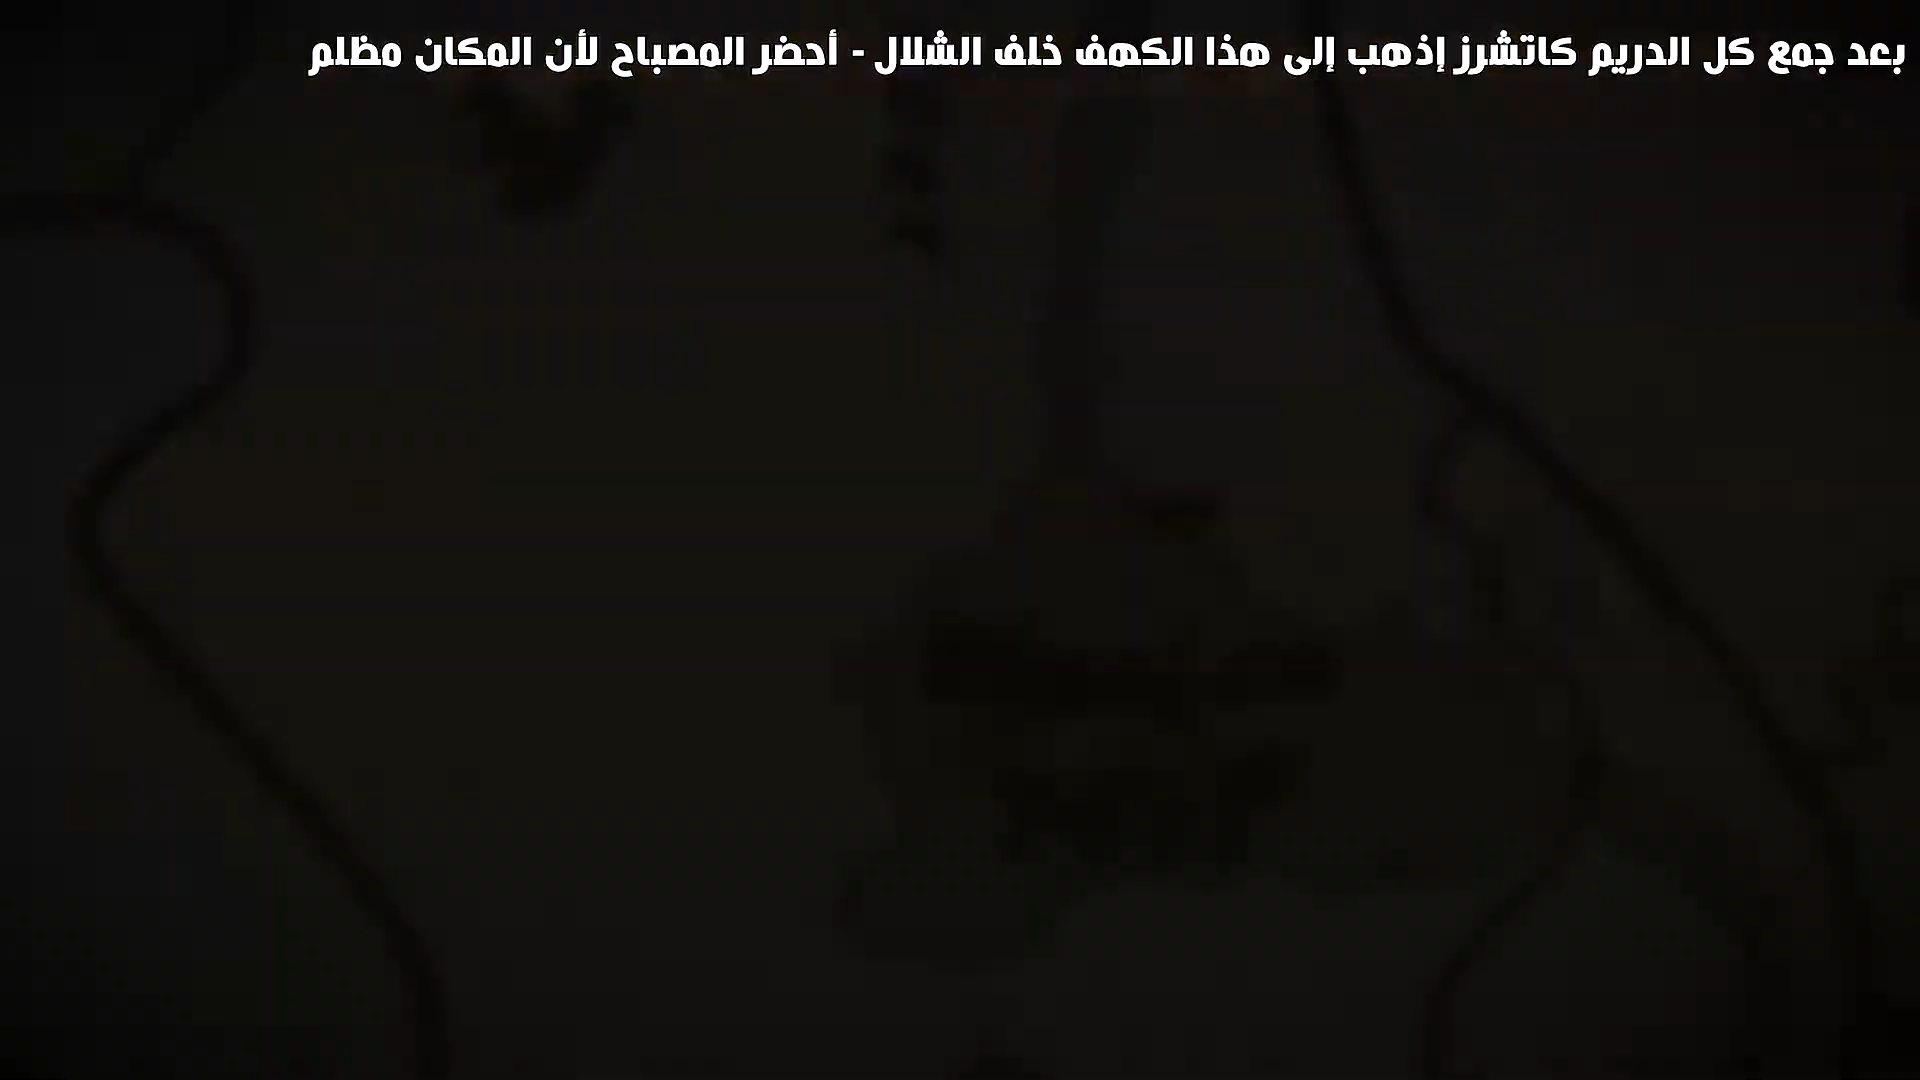 بعد جمع كل الدريم كاتشرز إذهب إلى هذا الكهف خلف الشلال - أحضر المصباح لأن المكان مظلم